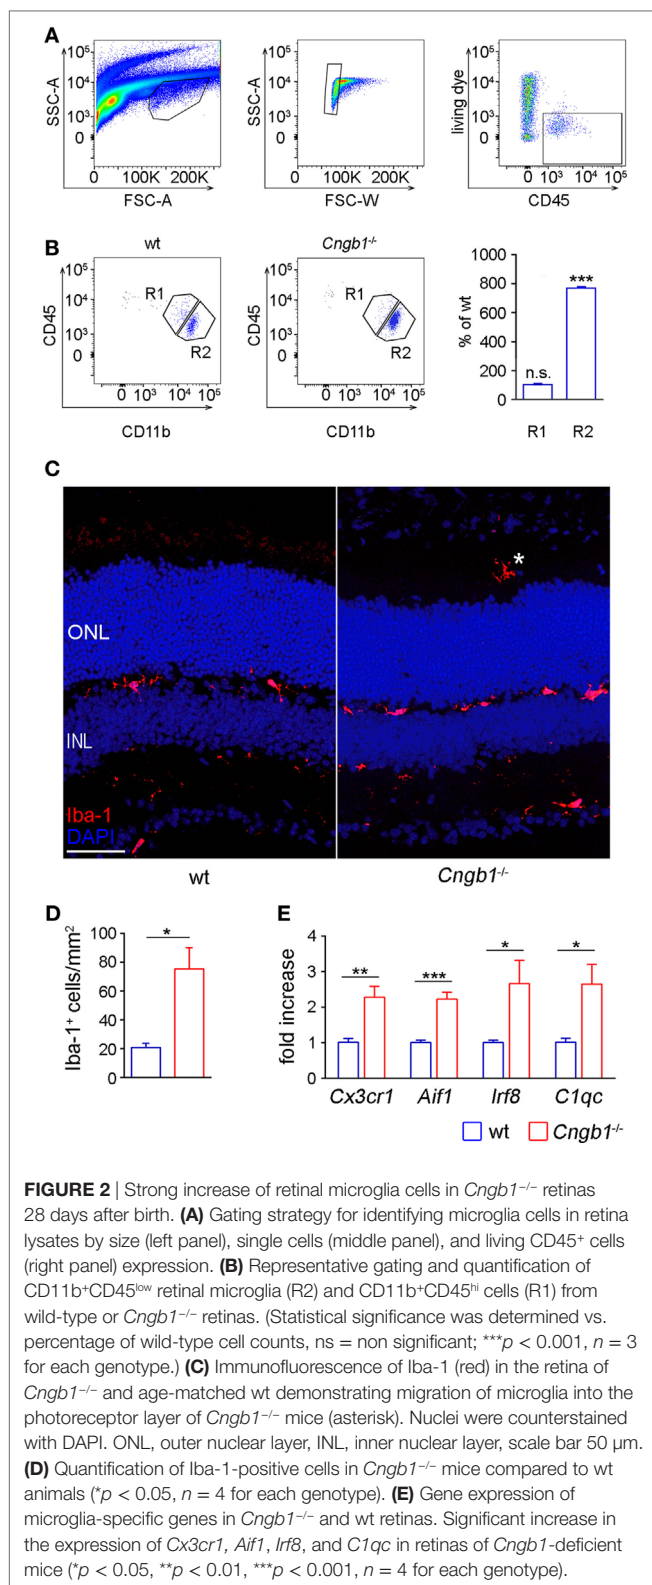 A
SSC-A
10⁵
10⁴
10³
0
0 100K 200K
FSC-A
SSC-A
10⁵
10⁴
10³
0
0 100K 200K
FSC-W
living dye
10⁵
10⁴
10³
0
0 10³ 10⁴ 10⁵
CD45
B
wt
CD45
10⁵
10⁴
10³
0
R1
R2
0 10³ 10⁴ 10⁵
CD11b
Cngb1⁻/⁻
CD45
10⁵
10⁴
10³
0
R1
R2
0 10³ 10⁴ 10⁵
CD11b
% of wt
1000
800
600
400
200
0
n.s.
***
R1 R2
C
*
ONL
INL
Iba-1
DAPI
wt Cngb1⁻/⁻
D
Iba-1⁺ cells/mm²
100
80
60
40
20
0
*
E
fold increase
4
3
2
1
0
** *** * *
Cx3cr1 Aif1 Irf8 C1qc
wt Cngb1⁻/⁻
FIGURE 2 | Strong increase of retinal microglia cells in Cngb1⁻/⁻ retinas
28 days after birth. (A) Gating strategy for identifying microglia cells in retina
lysates by size (left panel), single cells (middle panel), and living CD45⁺ cells
(right panel) expression. (B) Representative gating and quantification of
CD11b⁺CD45ˡᵒʷ retinal microglia (R2) and CD11b⁺CD45ʰⁱ cells (R1) from
wild-type or Cngb1⁻/⁻ retinas. (Statistical significance was determined vs.
percentage of wild-type cell counts, ns = non significant; ***p < 0.001, n = 3
for each genotype.) (C) Immunofluorescence of Iba-1 (red) in the retina of
Cngb1⁻/⁻ and age-matched wt demonstrating migration of microglia into the
photoreceptor layer of Cngb1⁻/⁻ mice (asterisk). Nuclei were counterstained
with DAPI. ONL, outer nuclear layer, INL, inner nuclear layer, scale bar 50 µm.
(D) Quantification of Iba-1-positive cells in Cngb1⁻/⁻ mice compared to wt
animals (*p < 0.05, n = 4 for each genotype). (E) Gene expression of
microglia-specific genes in Cngb1⁻/⁻ and wt retinas. Significant increase in
the expression of Cx3cr1, Aif1, Irf8, and C1qc in retinas of Cngb1-deficient
mice (*p < 0.05, **p < 0.01, ***p < 0.001, n = 4 for each genotype).